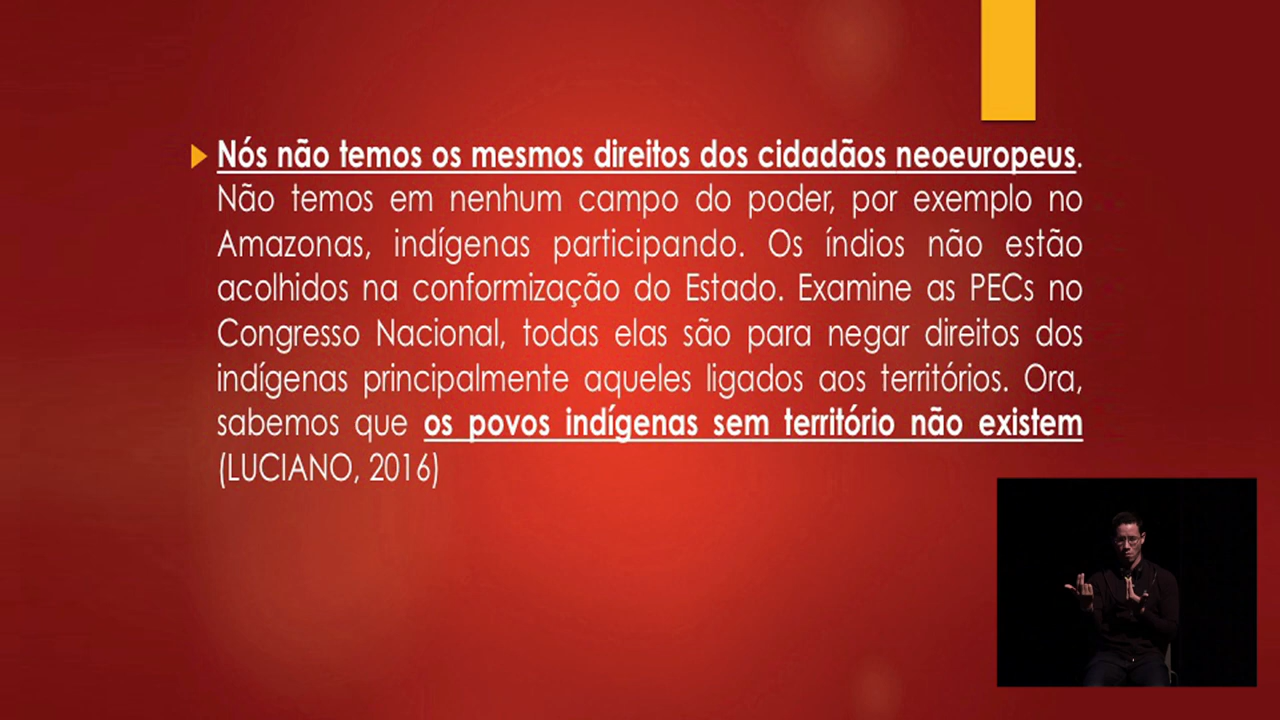 Nós não temos os mesmos direitos dos cidadãos neoeuropeus.
Não temos em nenhum campo do poder, por exemplo no
Amazonas, indígenas participando. Os índios não estão
acolhidos na conformização do Estado. Examine as PECs no
Congresso Nacional, todas elas são para negar direitos dos
indígenas principalmente aqueles ligados aos territórios. Ora,
sabemos que os povos indígenas sem território não existem
(LUCIANO, 2016)